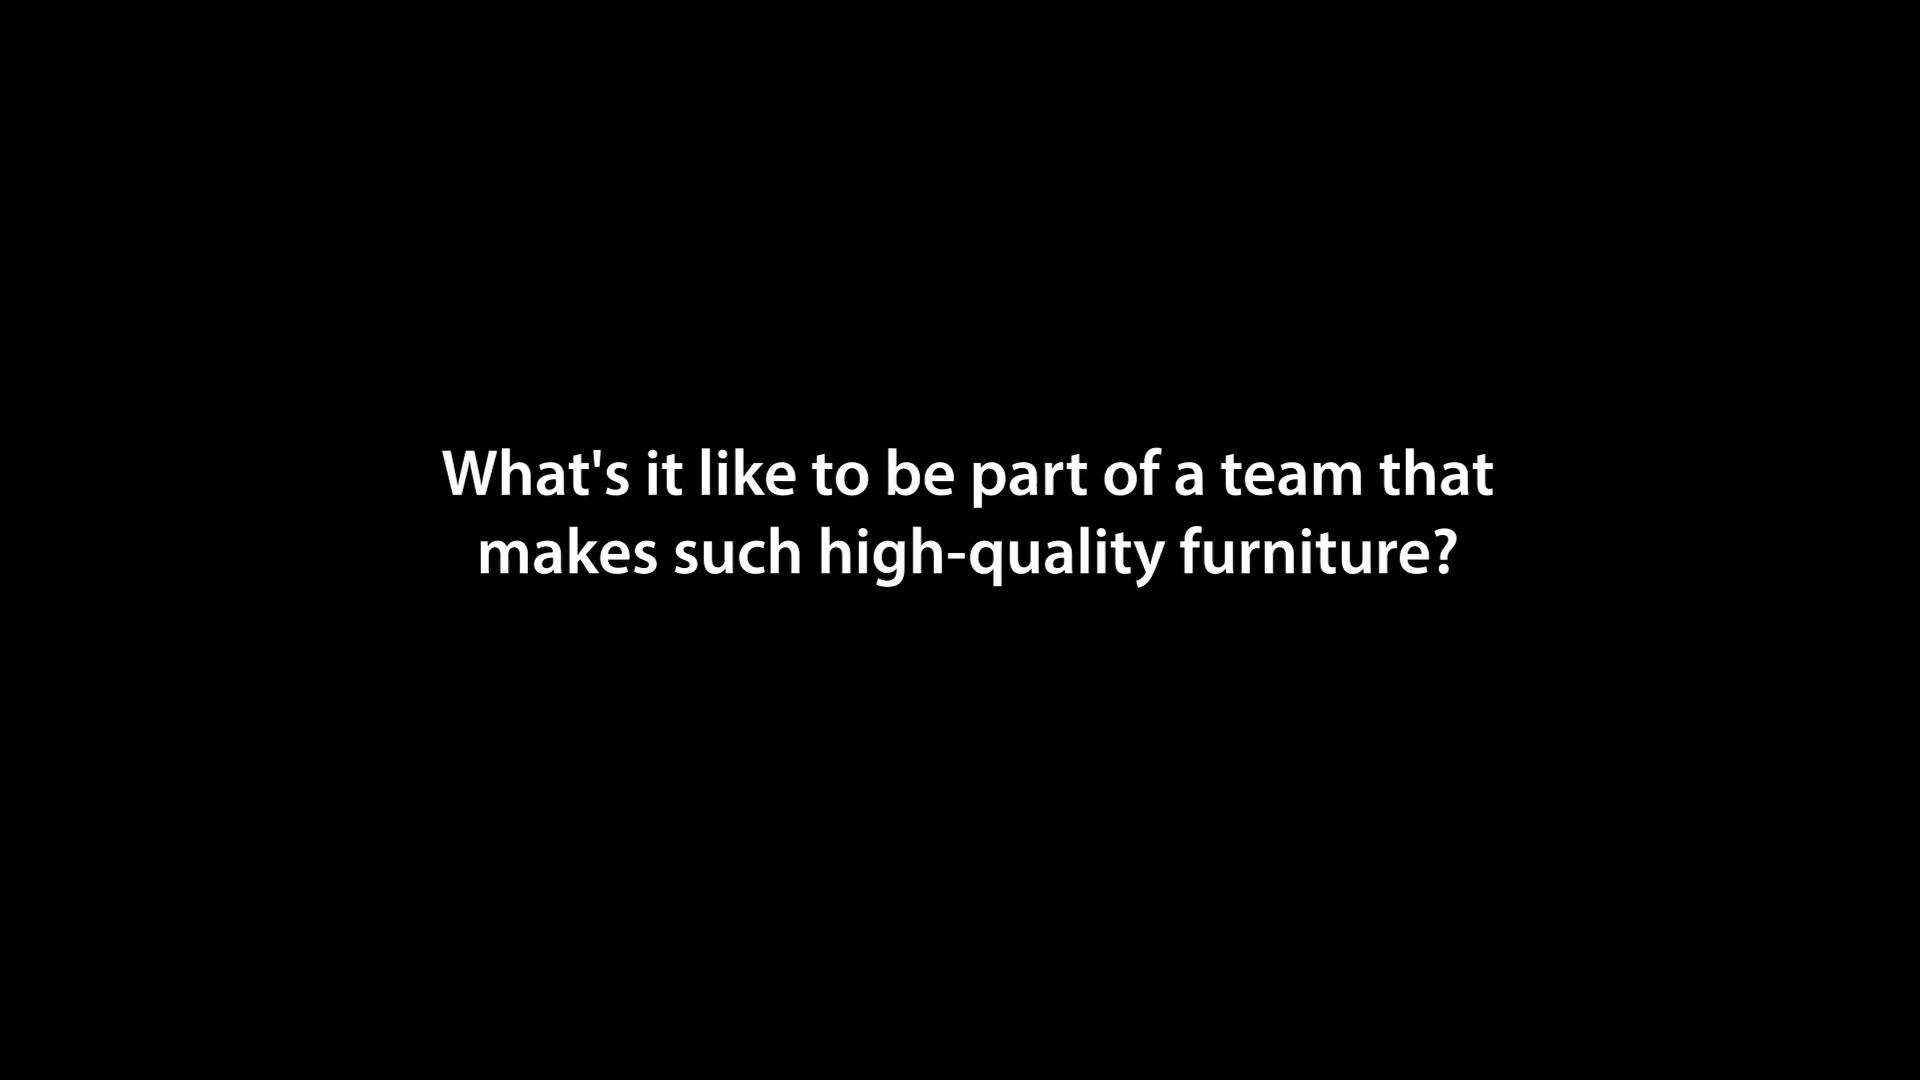 What's it like to be part of a team that
makes such high-quality furniture?